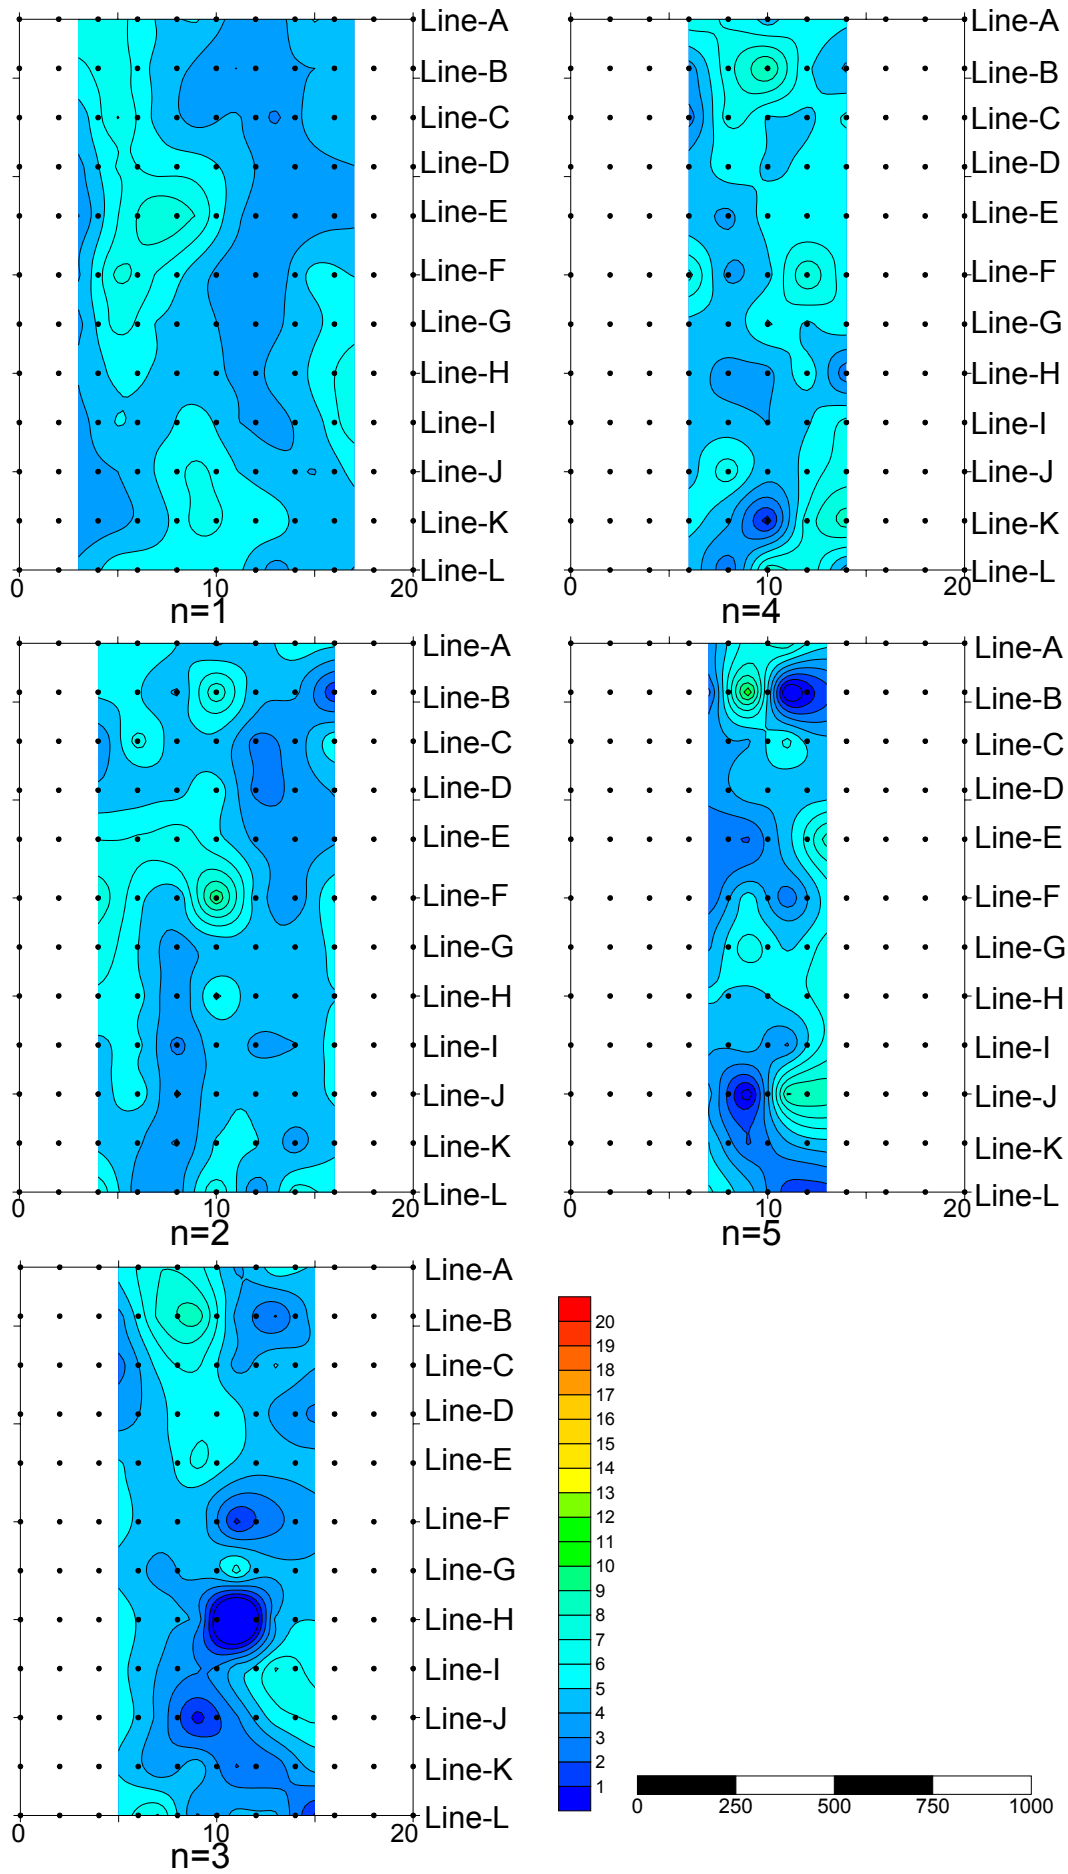 Line-A
Line-B
Line-C
Line-D
Line-E
Line-F
Line-G
Line-H
Line-I
Line-J
Line-K
Line-L
0 10 20
n=1
Line-A
Line-B
Line-C
Line-D
Line-E
Line-F
Line-G
Line-H
Line-I
Line-J
Line-K
Line-L
0 10 20
n=4
Line-A
Line-B
Line-C
Line-D
Line-E
Line-F
Line-G
Line-H
Line-I
Line-J
Line-K
Line-L
0 10 20
n=2
Line-A
Line-B
Line-C
Line-D
Line-E
Line-F
Line-G
Line-H
Line-I
Line-J
Line-K
Line-L
0 10 20
n=5
Line-A
Line-B
Line-C
Line-D
Line-E
Line-F
Line-G
Line-H
Line-I
Line-J
Line-K
Line-L
0 10 20
n=3
20
19
18
17
16
15
14
13
12
11
10
9
8
7
6
5
4
3
2
1
0 250 500 750 1000